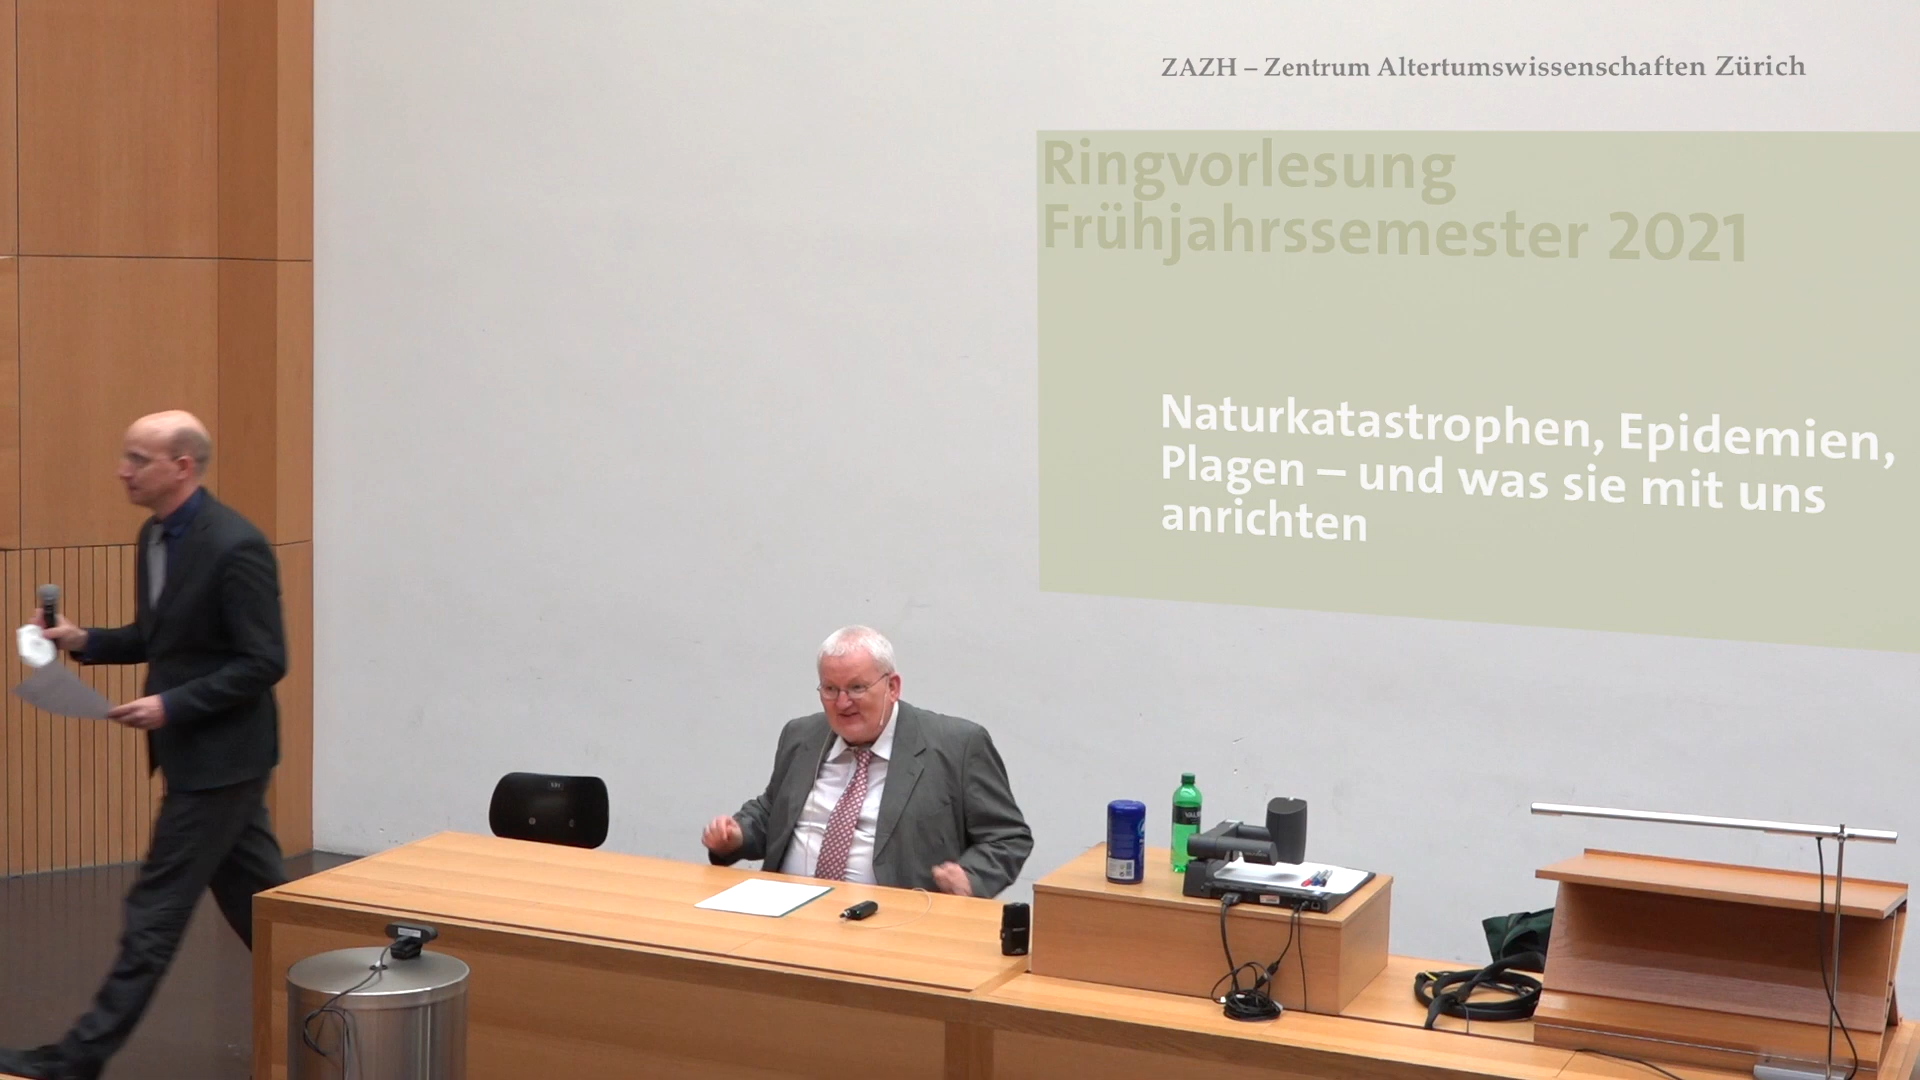 ZAZH – Zentrum Altertumswissenschaften Zürich
Ringvorlesung
Frühjahrssemester 2021
Naturkatastrophen, Epidemien,
Plagen – und was sie mit uns
anrichten